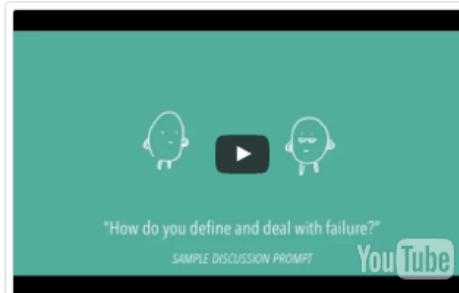 "How do you define and deal with failure?"
SAMPLE DISCUSSION PROMPT
YouTube